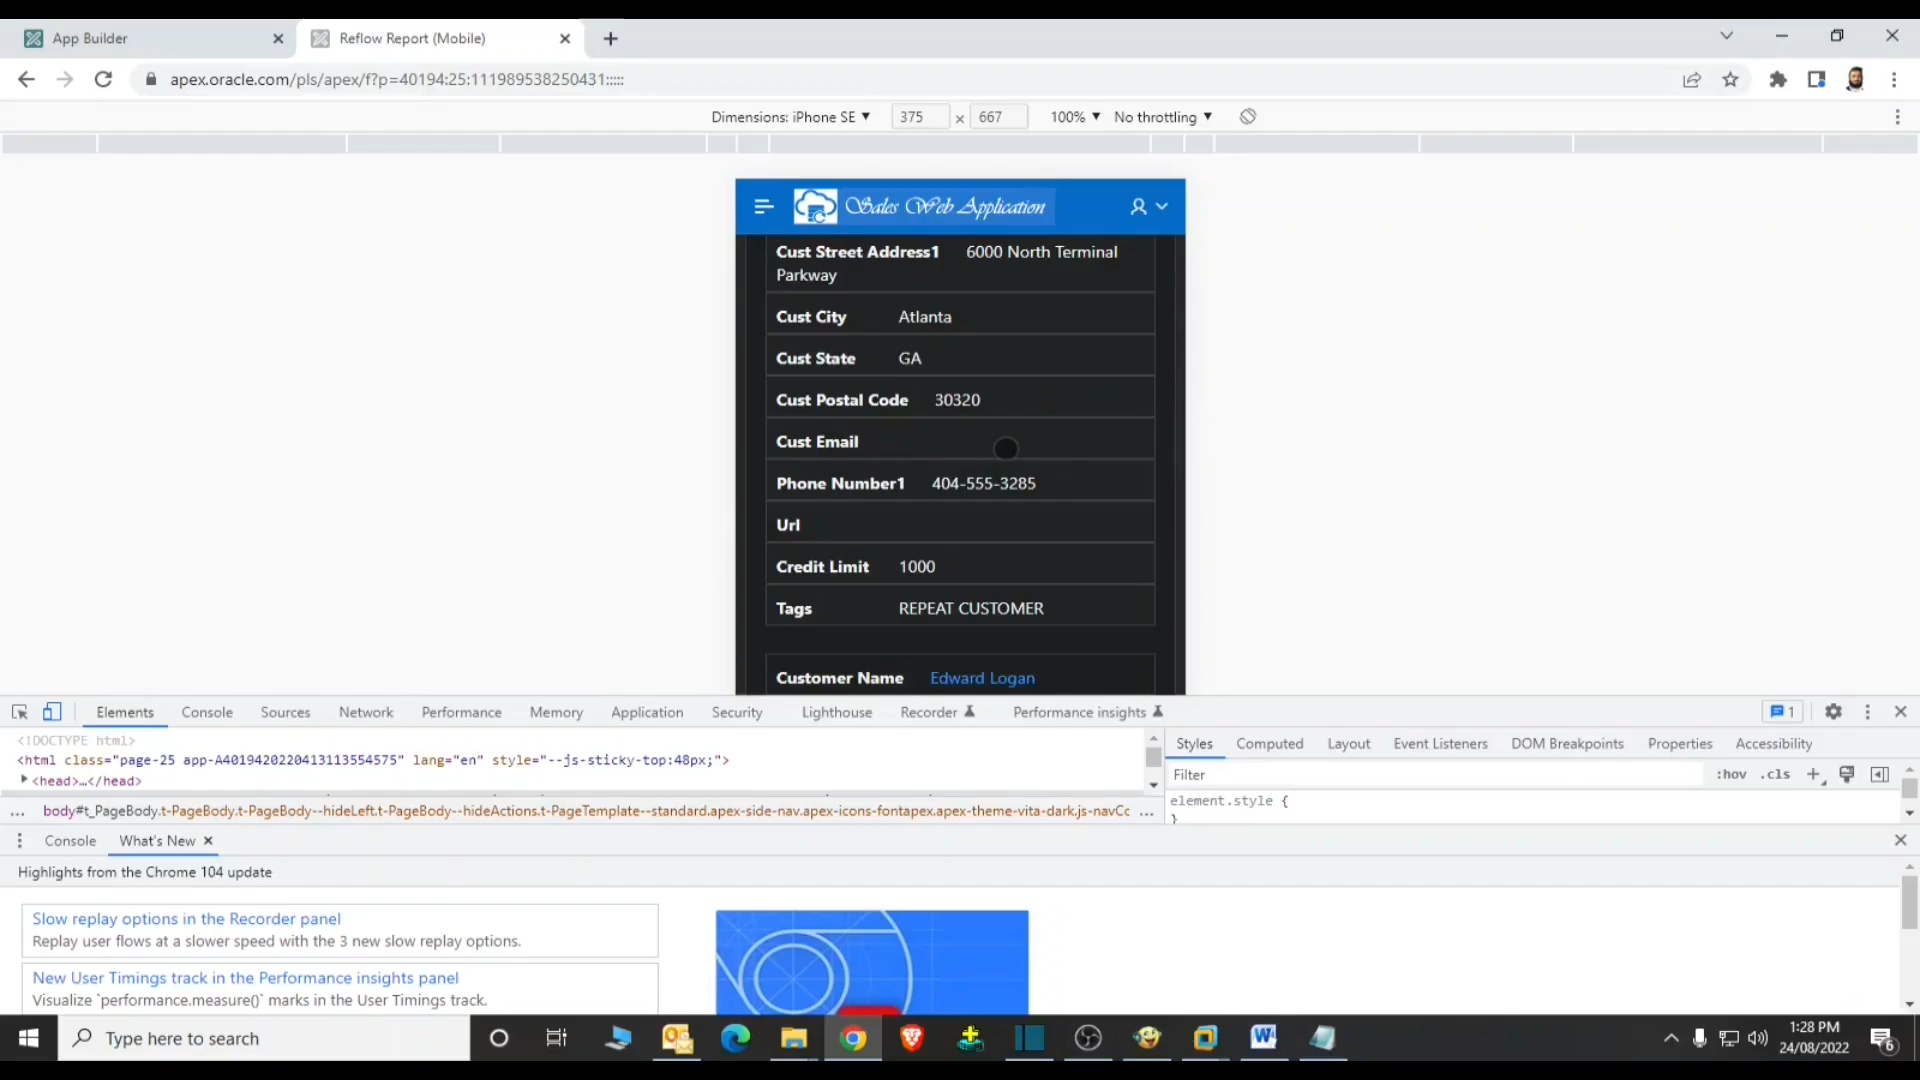 App Builder
Reflow Report (Mobile)
apex.oracle.com/pls/apex/f?p=40194:25:111989538250431:::::
Dimensions: iPhone SE ▼ 375 × 667 100% ▼ No throttling ▼
Sales Web Application
Cust Street Address1 6000 North Terminal
Parkway
Cust City Atlanta
Cust State GA
Cust Postal Code 30320
Cust Email
Phone Number1 404-555-3285
Url
Credit Limit 1000
Tags REPEAT CUSTOMER
Customer Name Edward Logan
Elements Console Sources Network Performance Memory Application Security Lighthouse Recorder Performance insights 1
<!DOCTYPE html>
<html class="page-25 app-A4019420220413113554575" lang="en" style="--js-sticky-top:48px;">
▶<head>…</head>
... body#t_PageBody.t-PageBody.t-PageBody--hideLeft.t-PageBody--hideActions.t-PageTemplate--standard.apex-side-nav.apex-icons-fontapex.apex-theme-vita-dark.js-navCo ...
Styles Computed Layout Event Listeners DOM Breakpoints Properties Accessibility
Filter :hov .cls +
element.style {
}
Console What's New
Highlights from the Chrome 104 update
Slow replay options in the Recorder panel
Replay user flows at a slower speed with the 3 new slow replay options.
New User Timings track in the Performance insights panel
Visualize `performance.measure()` marks in the User Timings track.
Type here to search
1:28 PM
24/08/2022
6